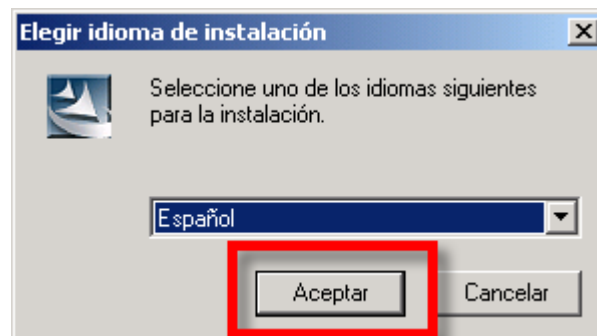 Elegir idioma de instalación
Seleccione uno de los idiomas siguientes
para la instalación.
Español
Aceptar
Cancelar